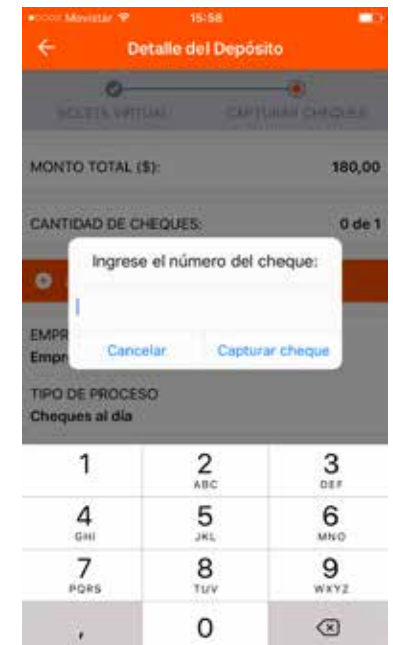 Movistar 15:58
Detalle del Depósito
BOLETA VIRTUAL CAPTURAR CHEQUES
MONTO TOTAL ($): 180,00
CANTIDAD DE CHEQUES: 0 de 1
Ingrese el número del cheque:
Cancelar Capturar cheque
EMPR
Empr
TIPO DE PROCESO
Cheques al día
1 2 3
ABC DEF
4 5 6
GHI JKL MNO
7 8 9
PQRS TUV WXYZ
, 0